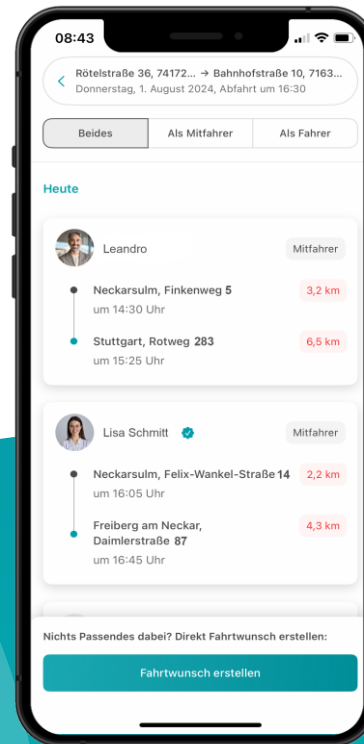 08:43
Rötelstraße 36, 74172... → Bahnhofstraße 10, 7163...
Donnerstag, 1. August 2024, Abfahrt um 16:30
Beides
Als Mitfahrer
Als Fahrer
Heute
Leandro
Mitfahrer
Neckarsulm, Finkenweg 5
3,2 km
um 14:30 Uhr
Stuttgart, Rotweg 283
6,5 km
um 15:25 Uhr
Lisa Schmitt
Mitfahrer
Neckarsulm, Felix-Wankel-Straße 14
2,2 km
um 16:05 Uhr
Freiberg am Neckar,
4,3 km
Daimlerstraße 87
um 16:45 Uhr
Nichts Passendes dabei? Direkt Fahrtwunsch erstellen:
Fahrtwunsch erstellen